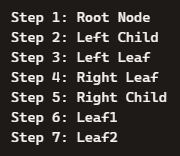 Step 1: Root Node
Step 2: Left Child
Step 3: Left Leaf
Step 4: Right Leaf
Step 5: Right Child
Step 6: Leaf1
Step 7: Leaf2